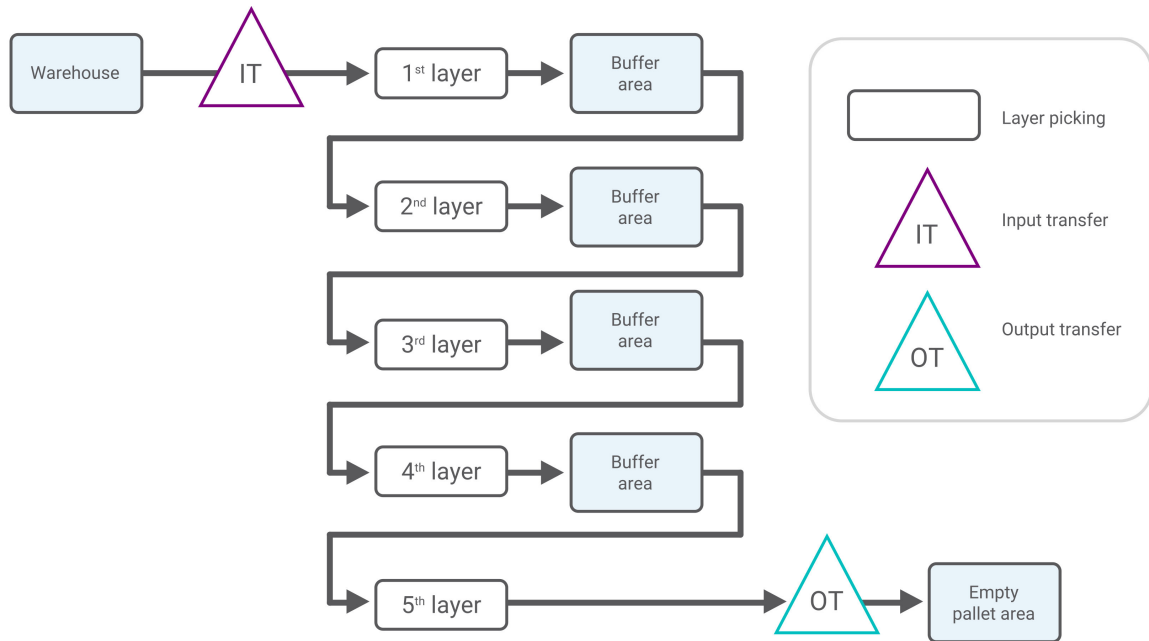 Warehouse
IT
1st layer
Buffer
area
2nd layer
Buffer
area
3rd layer
Buffer
area
4th layer
Buffer
area
5th layer
OT
Empty
pallet area
Layer picking
IT
Input transfer
OT
Output transfer